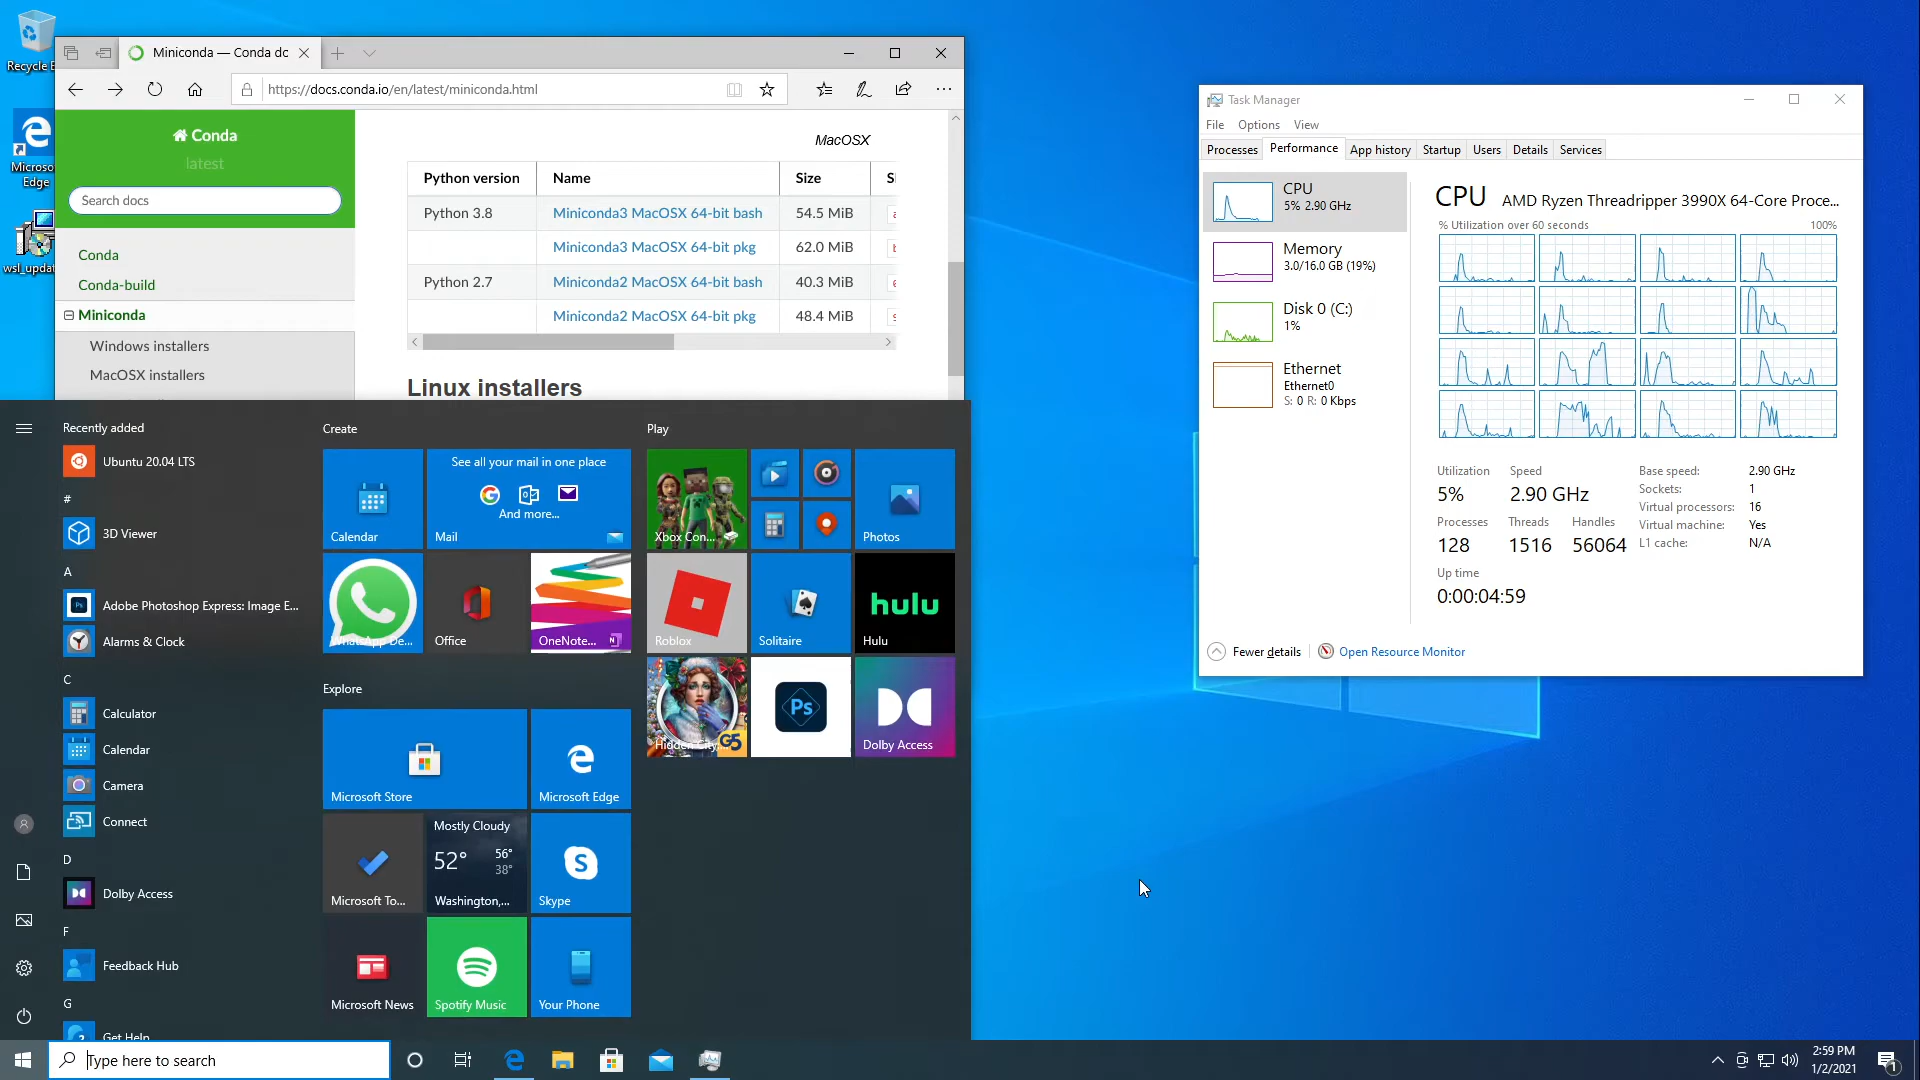 Recycle
Microso
Edge
wsl_updat
Miniconda — Conda dc
https://docs.conda.io/en/latest/miniconda.html
Conda
latest
Search docs
Conda
Conda-build
Miniconda
Windows installers
MacOSX installers
MacOSX
Python version Name Size
Python 3.8 Miniconda3 MacOSX 64-bit bash 54.5 MiB
Miniconda3 MacOSX 64-bit pkg 62.0 MiB
Python 2.7 Miniconda2 MacOSX 64-bit bash 40.3 MiB
Miniconda2 MacOSX 64-bit pkg 48.4 MiB
Linux installers
Recently added
Ubuntu 20.04 LTS
#
3D Viewer
A
Adobe Photoshop Express: Image E...
Alarms & Clock
C
Calculator
Calendar
Camera
Connect
D
Dolby Access
F
Feedback Hub
G
Get Help
Create
Calendar
See all your mail in one place
And more...
Mail
WhatsApp De...
Office
OneNote...
Explore
Microsoft Store
Microsoft Edge
Microsoft To...
Mostly Cloudy
52° 56°
38°
Washington,...
Skype
Microsoft News
Spotify Music
Your Phone
Play
Xbox Con...
Photos
Roblox
Solitaire
hulu
Hulu
Hidden City
G5
Ps
Dolby Access
Task Manager
File Options View
Processes Performance App history Startup Users Details Services
CPU
5% 2.90 GHz
Memory
3.0/16.0 GB (19%)
Disk 0 (C:)
1%
Ethernet
Ethernet0
S: 0 R: 0 Kbps
CPU AMD Ryzen Threadripper 3990X 64-Core Proce...
% Utilization over 60 seconds 100%
Utilization Speed
5% 2.90 GHz
Processes Threads Handles
128 1516 56064
Up time
0:00:04:59
Base speed: 2.90 GHz
Sockets: 1
Virtual processors: 16
Virtual machine: Yes
L1 cache: N/A
Fewer details Open Resource Monitor
Type here to search
2:59 PM
1/2/2021
1